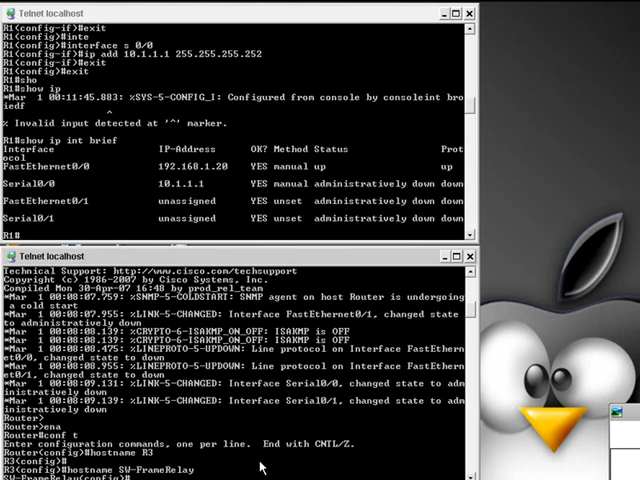 Telnet localhost
R1(config-if)#exit
R1(config)#inte
R1(config)#interface s 0/0
R1(config-if)#ip add 10.1.1.1 255.255.255.252
R1(config-if)#exit
R1(config)#exit
R1#sho
R1#show ip
*Mar  1 00:11:45.883: %SYS-5-CONFIG_I: Configured from console by consoleint bro
iedf
^
% Invalid input detected at '^' marker.
R1#show ip int brief
Interface IP-Address OK? Method Status Prot
ocol
FastEthernet0/0 192.168.1.20 YES manual up up
Serial0/0 10.1.1.1 YES manual administratively down down
FastEthernet0/1 unassigned YES unset administratively down down
Serial0/1 unassigned YES unset administratively down down
R1#
Telnet localhost
Technical Support: http://www.cisco.com/techsupport
Copyright (c) 1986-2007 by Cisco Systems, Inc.
Compiled Mon 30-Apr-07 16:48 by prod_rel_team
*Mar  1 00:08:07.759: %SNMP-5-COLDSTART: SNMP agent on host Router is undergoing
a cold start
*Mar  1 00:08:07.955: %LINK-5-CHANGED: Interface FastEthernet0/1, changed state
to administratively down
*Mar  1 00:08:08.139: %CRYPTO-6-ISAKMP_ON_OFF: ISAKMP is OFF
*Mar  1 00:08:08.139: %CRYPTO-6-ISAKMP_ON_OFF: ISAKMP is OFF
*Mar  1 00:08:08.475: %LINEPROTO-5-UPDOWN: Line protocol on Interface FastEthern
et0/0, changed state to down
*Mar  1 00:08:08.955: %LINEPROTO-5-UPDOWN: Line protocol on Interface FastEthern
et0/1, changed state to down
*Mar  1 00:08:09.131: %LINK-5-CHANGED: Interface Serial0/0, changed state to adm
inistratively down
*Mar  1 00:08:09.139: %LINK-5-CHANGED: Interface Serial0/1, changed state to adm
inistratively down
Router>
Router>ena
Router#conf t
Enter configuration commands, one per line.  End with CNTL/Z.
Router(config)#hostname R3
R3(config)#
R3(config)#hostname SW-FrameRelay
SW-FrameRelay(config)#